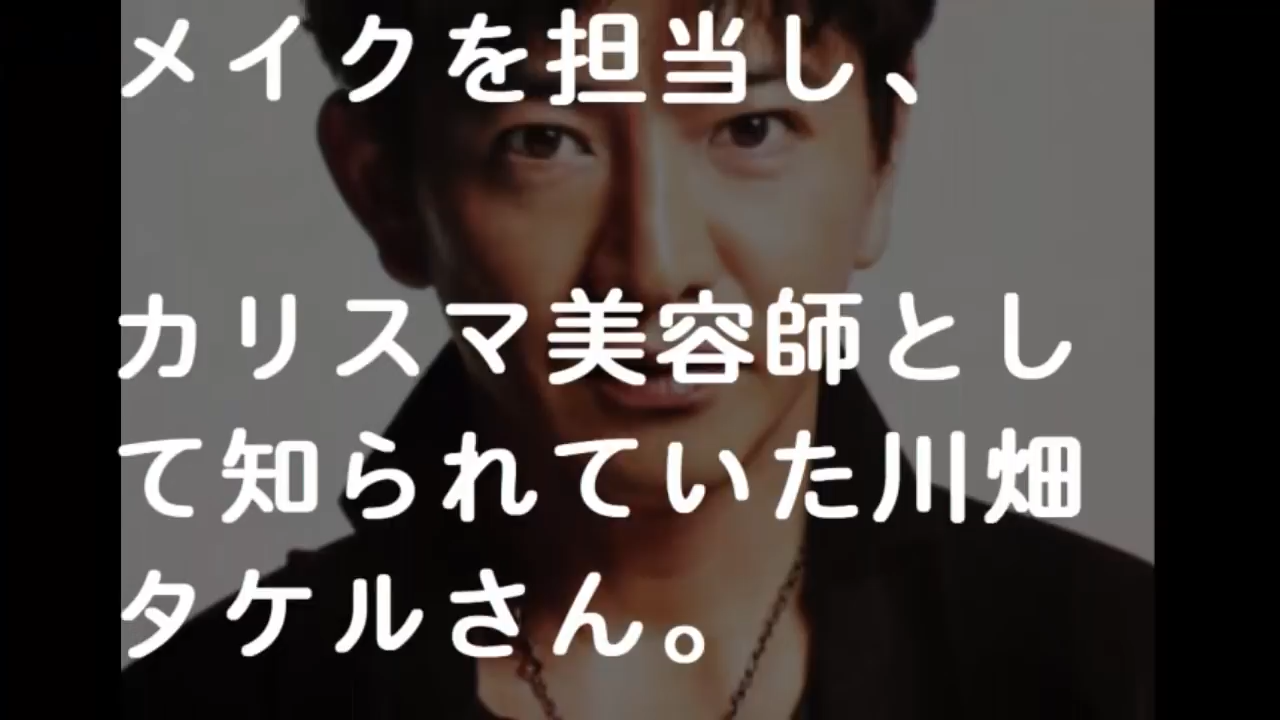 メイクを担当し、
カリスマ美容師とし
て知られていた川畑
タケルさん。